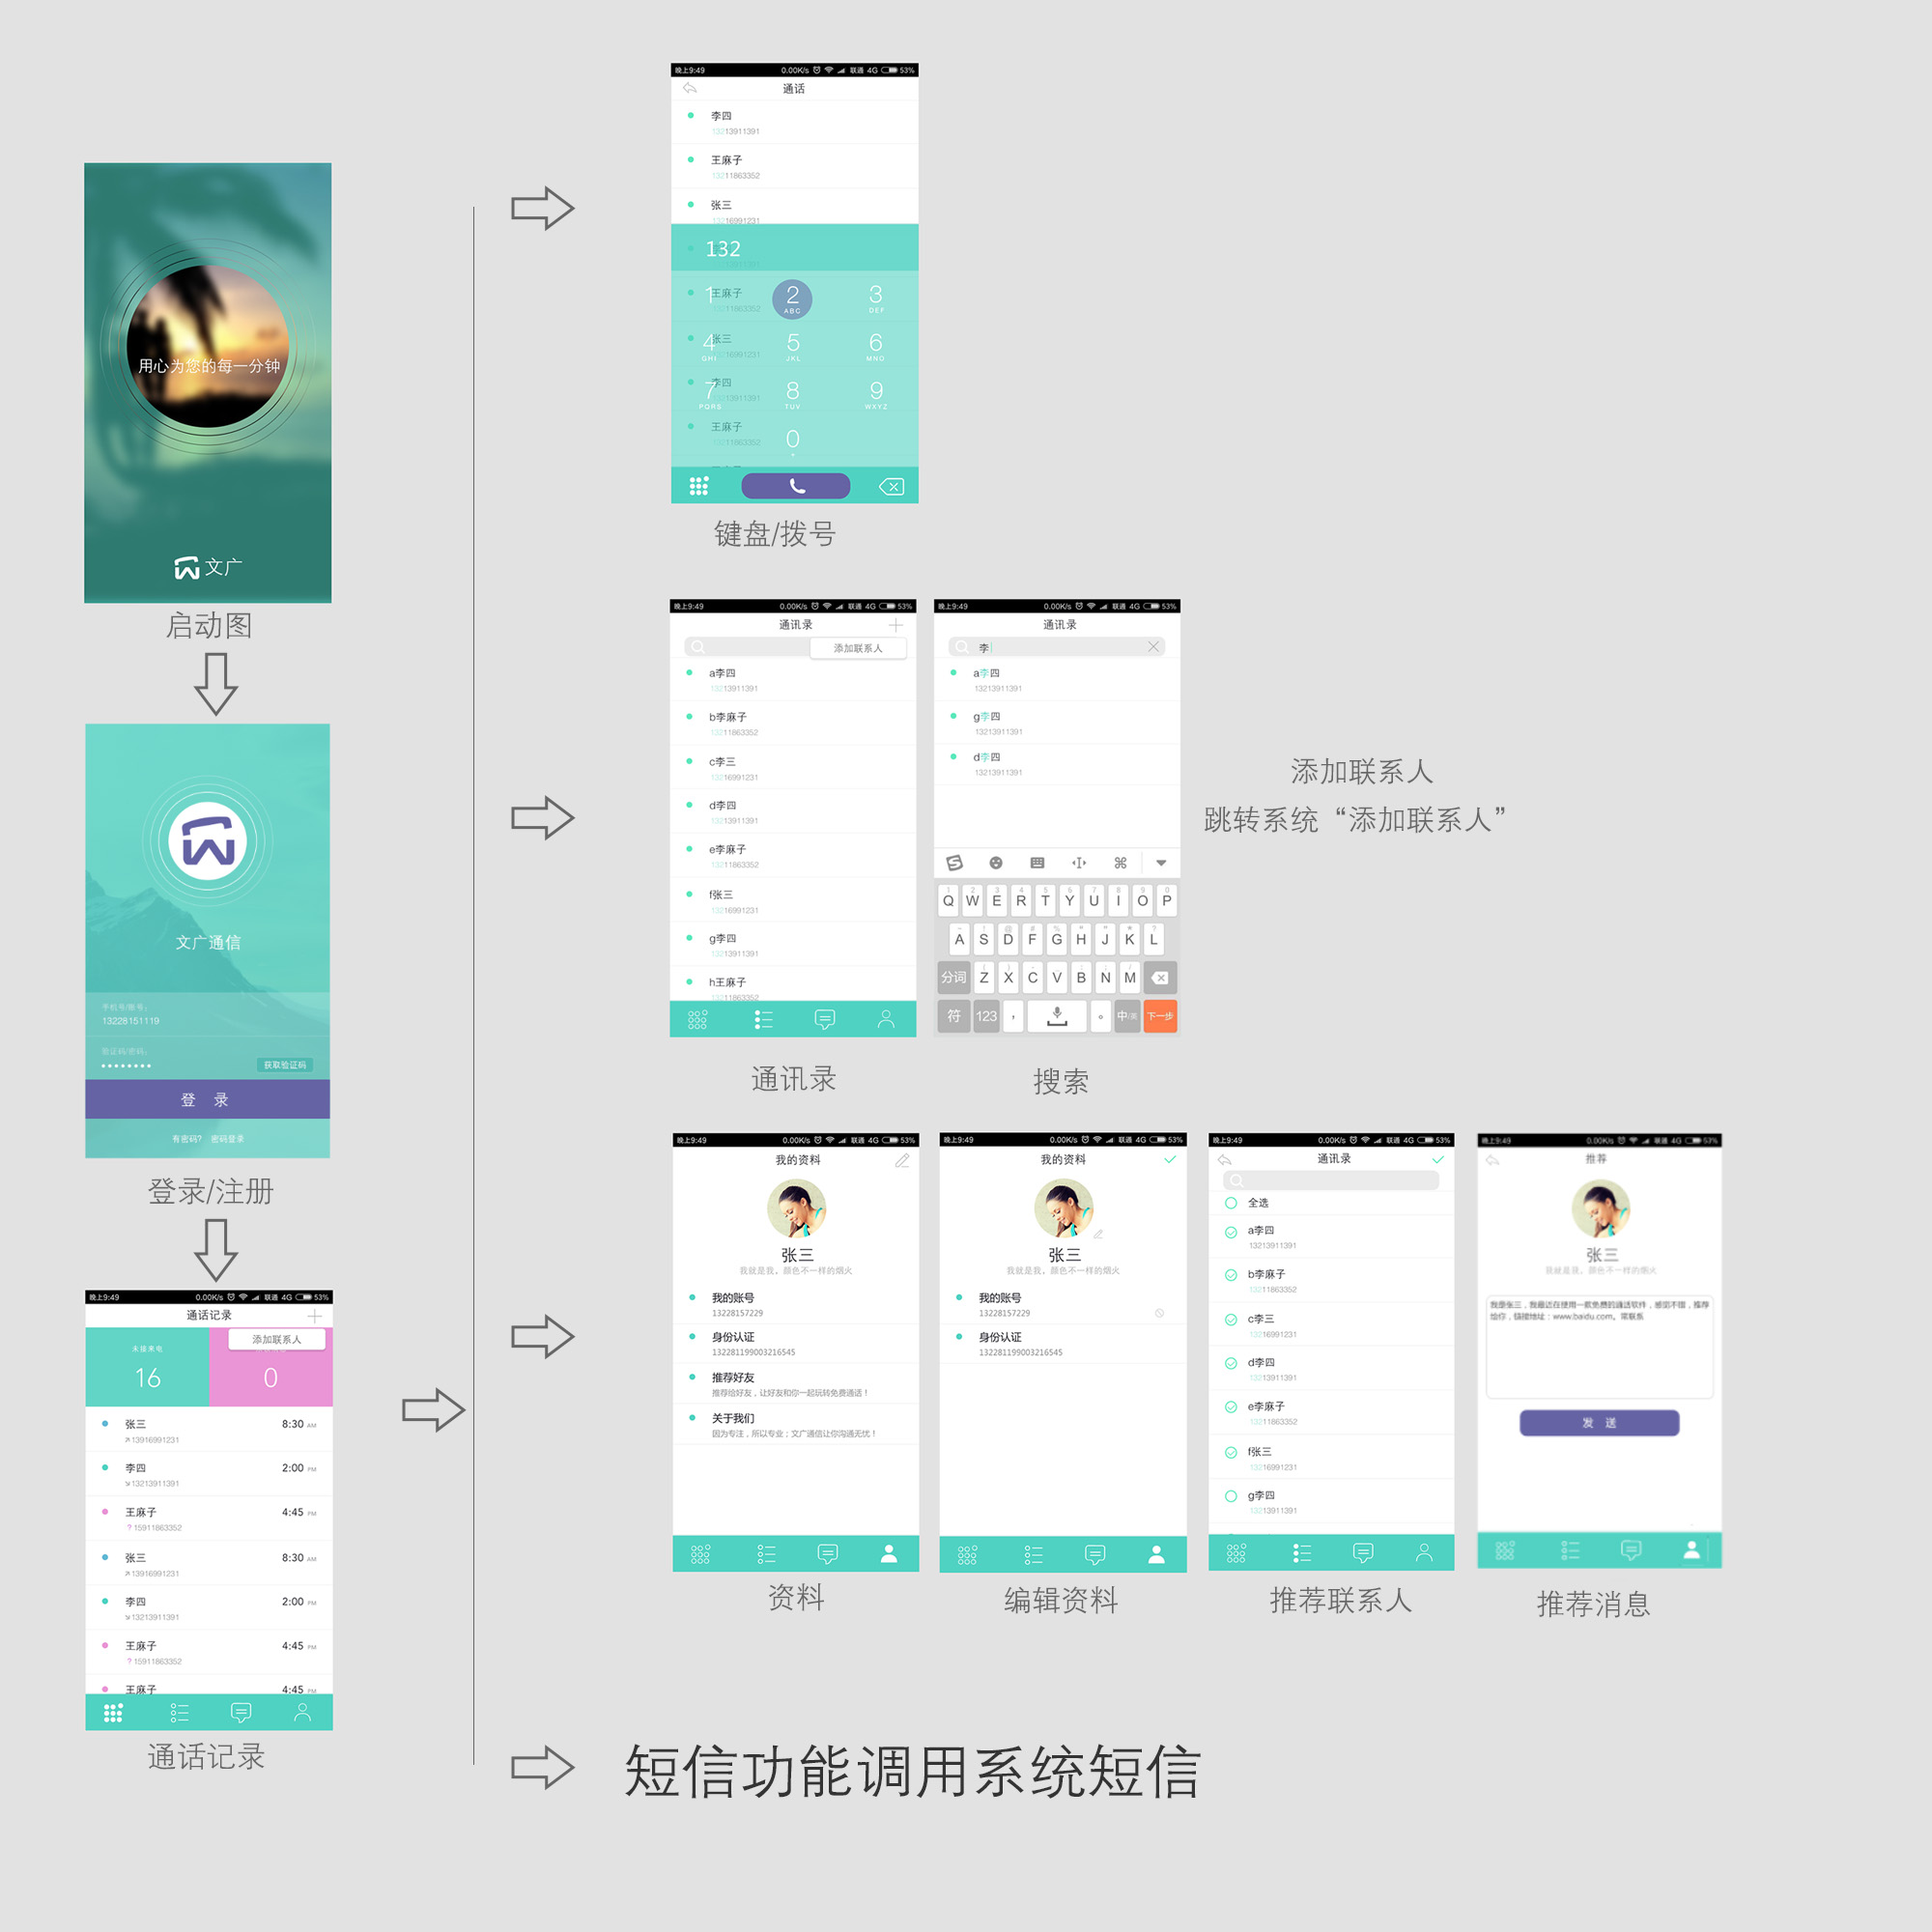 用心为您的每一分钟
文广
启动图
文广通信
手机号/账号：
13228151119
验证码/密码：
获取验证码
登 录
有密码? 密码登录
登录/注册
晚上9:49 0.00K/s 联通 4G 53%
通话记录
添加联系人
未接来电
16
0
张三 8:30 AM
13916991231
李四 2:00 PM
13213911391
王麻子 4:45 PM
? 15911863352
张三 8:30 AM
13916991231
李四 2:00 PM
13213911391
王麻子 4:45 PM
? 15911863352
王麻子 4:45 PM
通话记录
晚上9:49 0.00K/s 联通 4G 53%
通话
李四
13213911391
王麻子
13211863352
张三
13216991231
132
王麻子
13211863352
张三
13216991231
李四
13213911391
王麻子
13211863352
1 2 ABC 3 DEF
4 GHI 5 JKL 6 MNO
7 PQRS 8 TUV 9 WXYZ
0
+
键盘/拨号
晚上9:49 0.00K/s 联通 4G 53%
通讯录
添加联系人
a李四
13213911391
b李麻子
13211863352
c李三
13216991231
d李四
13213911391
e李麻子
13211863352
f张三
13216991231
g李四
13213911391
h王麻子
13211863352
通讯录
晚上9:49 0.00K/s 联通 4G 53%
通讯录
李
a李四
13213911391
g李四
13213911391
d李四
13213911391
1 2 3 4 5 6 7 8 9 0
Q W E R T Y U I O P
A S D F G H J K L
分词 Z X C V B N M
符 123 ， 。 中/英 下一步
搜索
添加联系人
跳转系统“添加联系人”
晚上9:49 0.00K/s 联通 4G 53%
我的资料
张三
我就是我，颜色不一样的烟火
我的账号
13228157229
身份认证
132281199003216545
推荐好友
推荐给好友，让好友和你一起玩转免费通话！
关于我们
因为专注，所以专业；文广通信让你沟通无忧！
资料
晚上9:49 0.00K/s 联通 4G 53%
我的资料
张三
我就是我，颜色不一样的烟火
我的账号
13228157229
身份认证
132281199003216545
编辑资料
晚上9:49 0.00K/s 联通 4G 53%
通讯录
全选
a李四
13213911391
b李麻子
13211863352
c李三
13216991231
d李四
13213911391
e李麻子
13211863352
f张三
13216991231
g李四
13213911391
推荐联系人
晚上9:49 0.00K/s 联通 4G 53%
推荐
张三
我就是我，颜色不一样的烟火
我是张三，我最近在使用一款免费的通话软件，感觉不错，推荐
给你，链接地址：www.baidu.com。常联系
发 送
推荐消息
短信功能调用系统短信